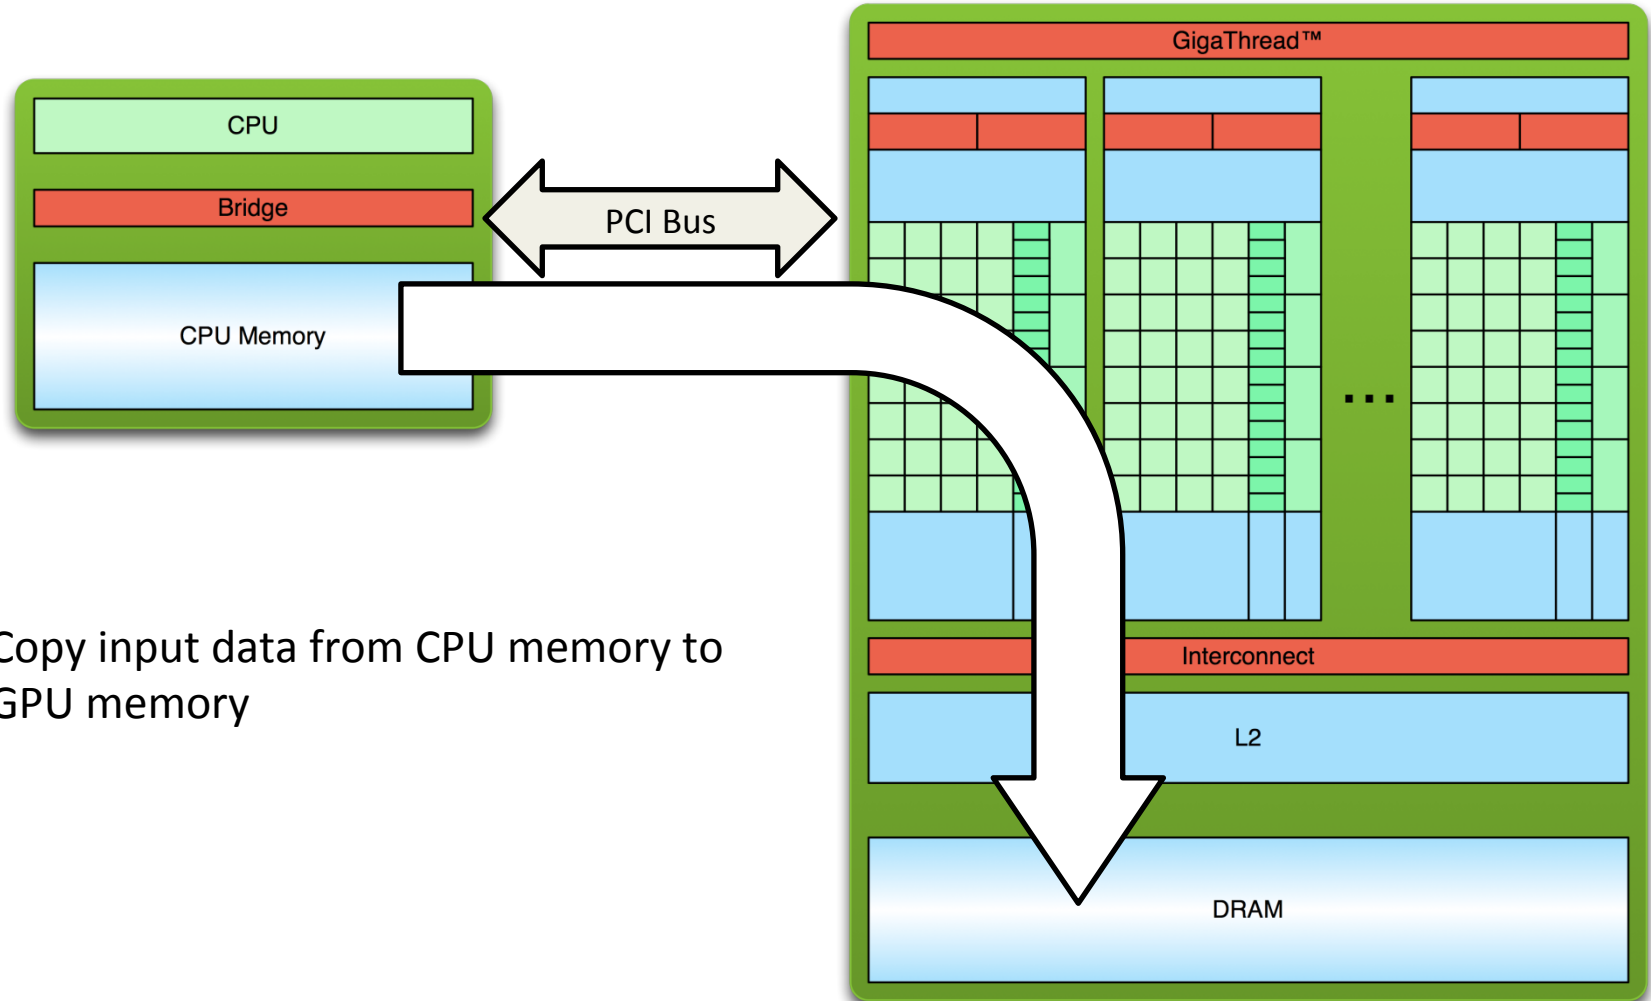 GigaThread™
CPU
Bridge
PCI Bus
CPU Memory
...
Copy input data from CPU memory to
GPU memory
Interconnect
L2
DRAM